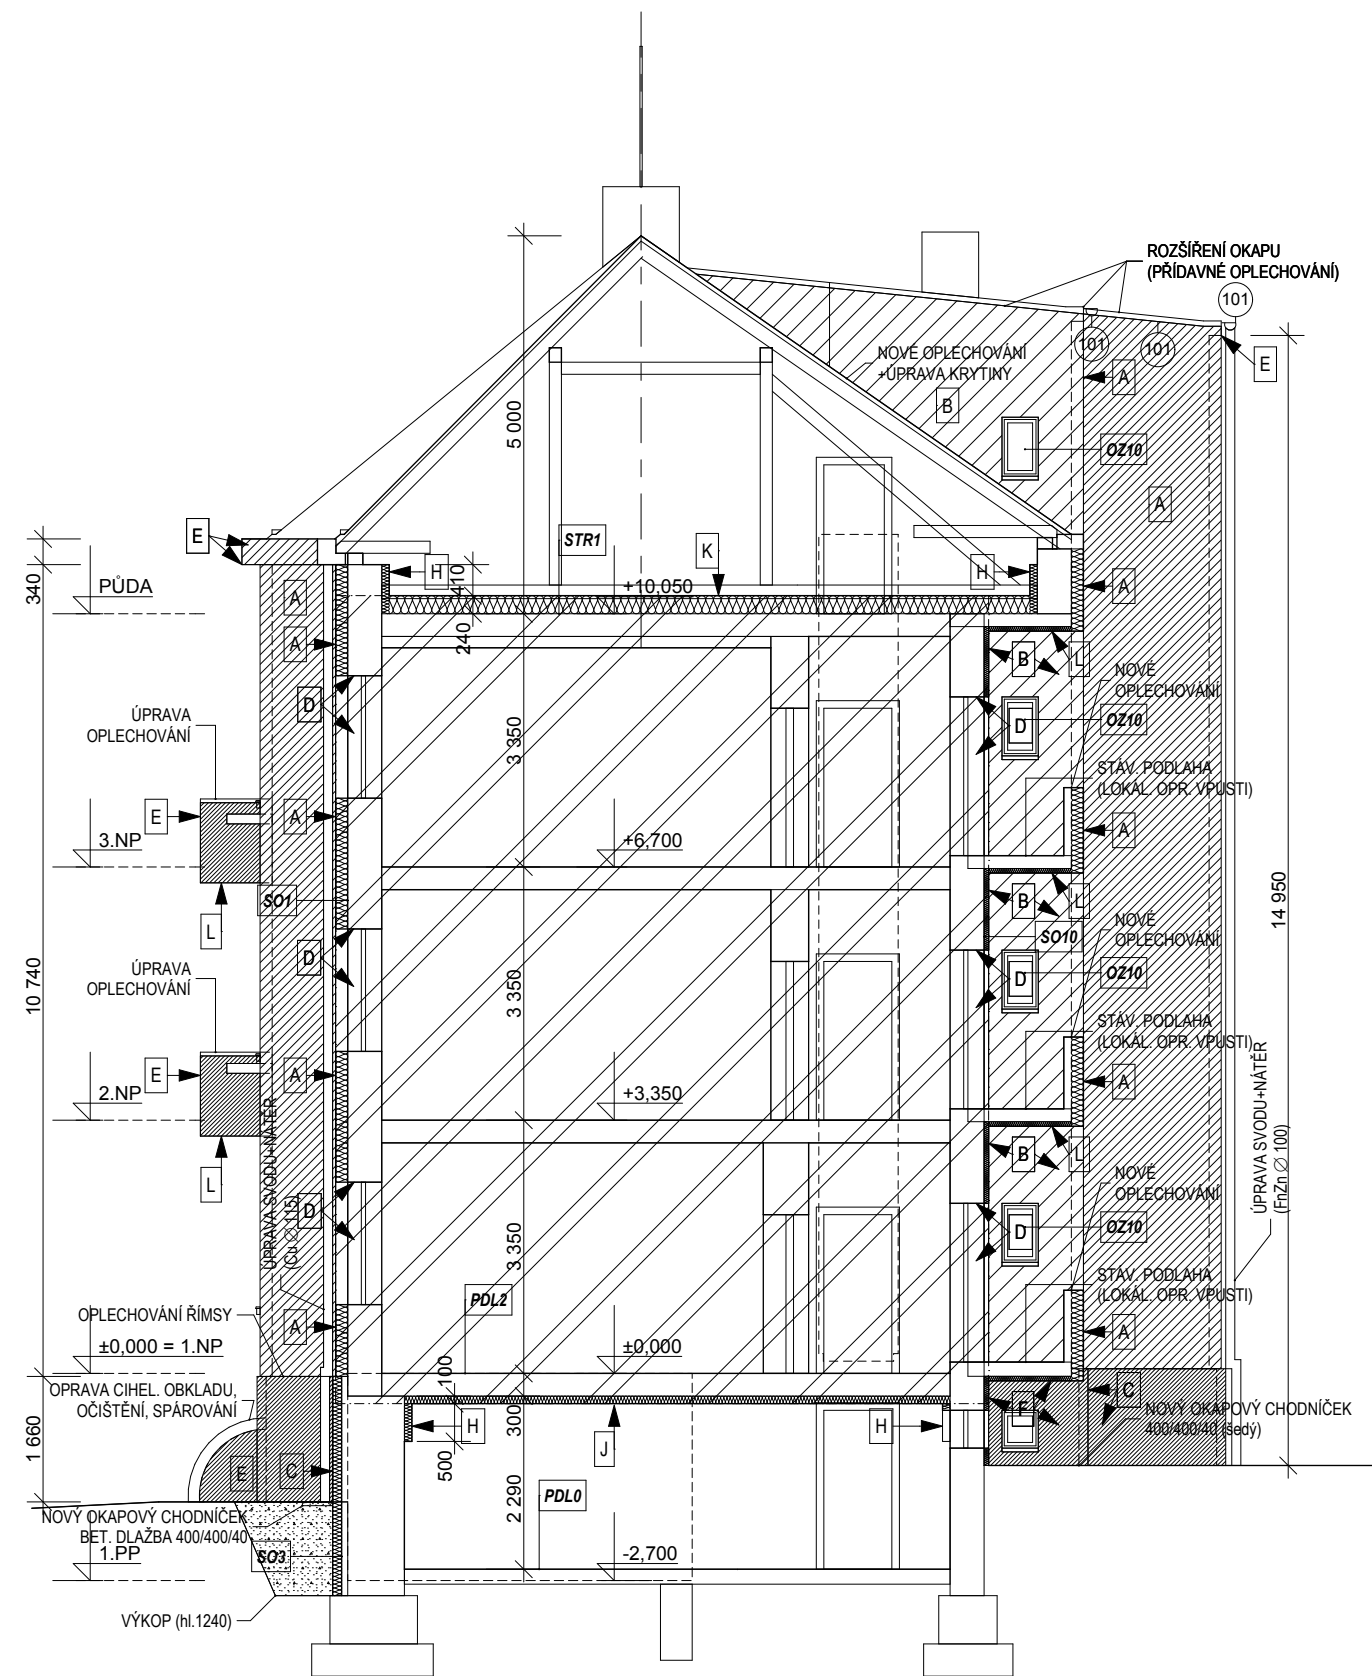 ROZŠÍŘENÍ OKAPU
(PŘÍDAVNÉ OPLECHOVÁNÍ)
101
101
101
E
A
NOVÉ OPLECHOVÁNÍ
+ÚPRAVA KRYTINY
B
5 000
OZ10
A
E
STR1
K
340
PŮDA
A
H
410
+10,050
H
A
240
A
B
L
NOVÉ
OPLECHOVÁNÍ
D
ÚPRAVA
OPLECHOVÁNÍ
3 350
D
OZ10
STÁV. PODLAHA
(LOKÁL. OPR. VPUSTI)
E
A
A
3.NP
+6,700
SO1
B
L
L
NOVÉ
OPLECHOVÁNÍ
14 950
SO10
D
ÚPRAVA
OPLECHOVÁNÍ
10 740
3 350
D
OZ10
STÁV. PODLAHA
(LOKÁL. OPR. VPUSTI)
E
A
A
2.NP
+3,350
ÚPRAVA SVODU+NÁTĚR
(FnZn ∅ 100)
ÚPRAVA SVODU+NÁTĚR
(Cu ∅ 115)
L
B
L
NOVÉ
OPLECHOVÁNÍ
D
3 350
D
OZ10
STÁV. PODLAHA
(LOKÁL. OPR. VPUSTI)
PDL2
OPLECHOVÁNÍ ŘÍMSY
A
A
±0,000 = 1.NP
±0,000
100
OPRAVA CIHEL. OBKLADU,
OČIŠTĚNÍ, SPÁROVÁNÍ
C
F
NOVÝ OKAPOVÝ CHODNÍČEK
400/400/40 (šedý)
H
300
H
J
1 660
500
E
C
2 290
PDL0
NOVÝ OKAPOVÝ CHODNÍČEK
BET. DLAŽBA 400/400/40
1.PP
SO3
-2,700
VÝKOP (hl.1240)